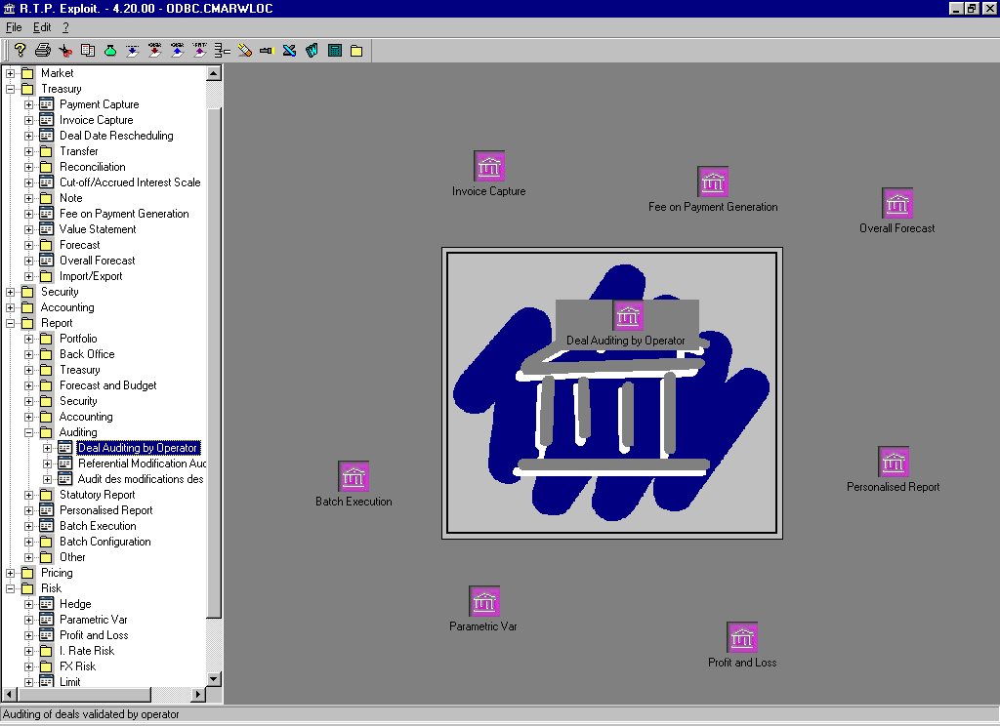 R.T.P. Exploit. - 4.20.00 - ODBC.CMARWLOC
File Edit ?
Market
Treasury
Payment Capture
Invoice Capture
Deal Date Rescheduling
Transfer
Reconciliation
Cut-off/Accrued Interest Scale
Note
Fee on Payment Generation
Value Statement
Forecast
Overall Forecast
Import/Export
Security
Accounting
Report
Portfolio
Back Office
Treasury
Forecast and Budget
Security
Accounting
Auditing
Deal Auditing by Operator
Referential Modification Auc
Audit des modifications des
Statutory Report
Personalised Report
Batch Execution
Batch Configuration
Other
Pricing
Risk
Hedge
Parametric Var
Profit and Loss
I. Rate Risk
FX Risk
Limit
Invoice Capture
Fee on Payment Generation
Overall Forecast
Deal Auditing by Operator
Personalised Report
Batch Execution
Parametric Var
Profit and Loss
Auditing of deals validated by operator